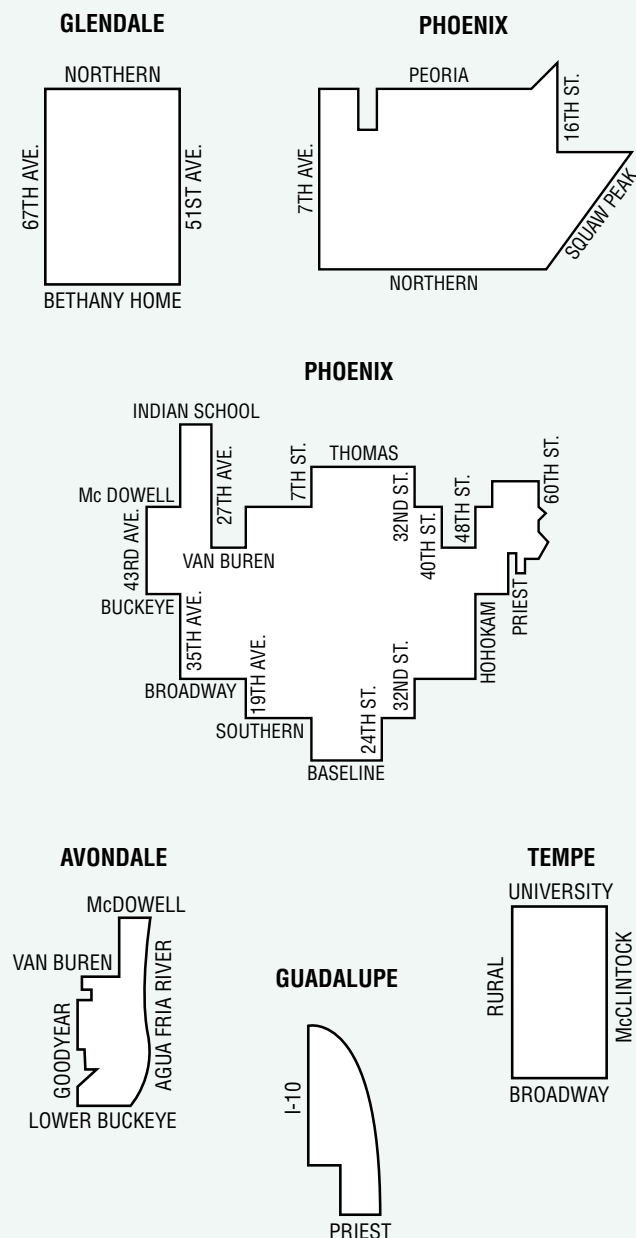 GLENDALE
NORTHERN
67TH AVE.
51ST AVE.
BETHANY HOME
PHOENIX
PEORIA
16TH ST.
7TH AVE.
SQUAW PEAK
NORTHERN
PHOENIX
INDIAN SCHOOL
THOMAS
7TH ST.
27TH AVE.
Mc DOWELL
32ND ST.
40TH ST.
48TH ST.
60TH ST.
43RD AVE.
VAN BUREN
PRIEST
BUCKEYE
35TH AVE.
HOHOKAM
BROADWAY
19TH AVE.
32ND ST.
SOUTHERN
24TH ST.
BASELINE
AVONDALE
McDOWELL
VAN BUREN
GOODYEAR
AGUA FRIA RIVER
LOWER BUCKEYE
GUADALUPE
I-10
PRIEST
TEMPE
UNIVERSITY
RURAL
McCLINTOCK
BROADWAY